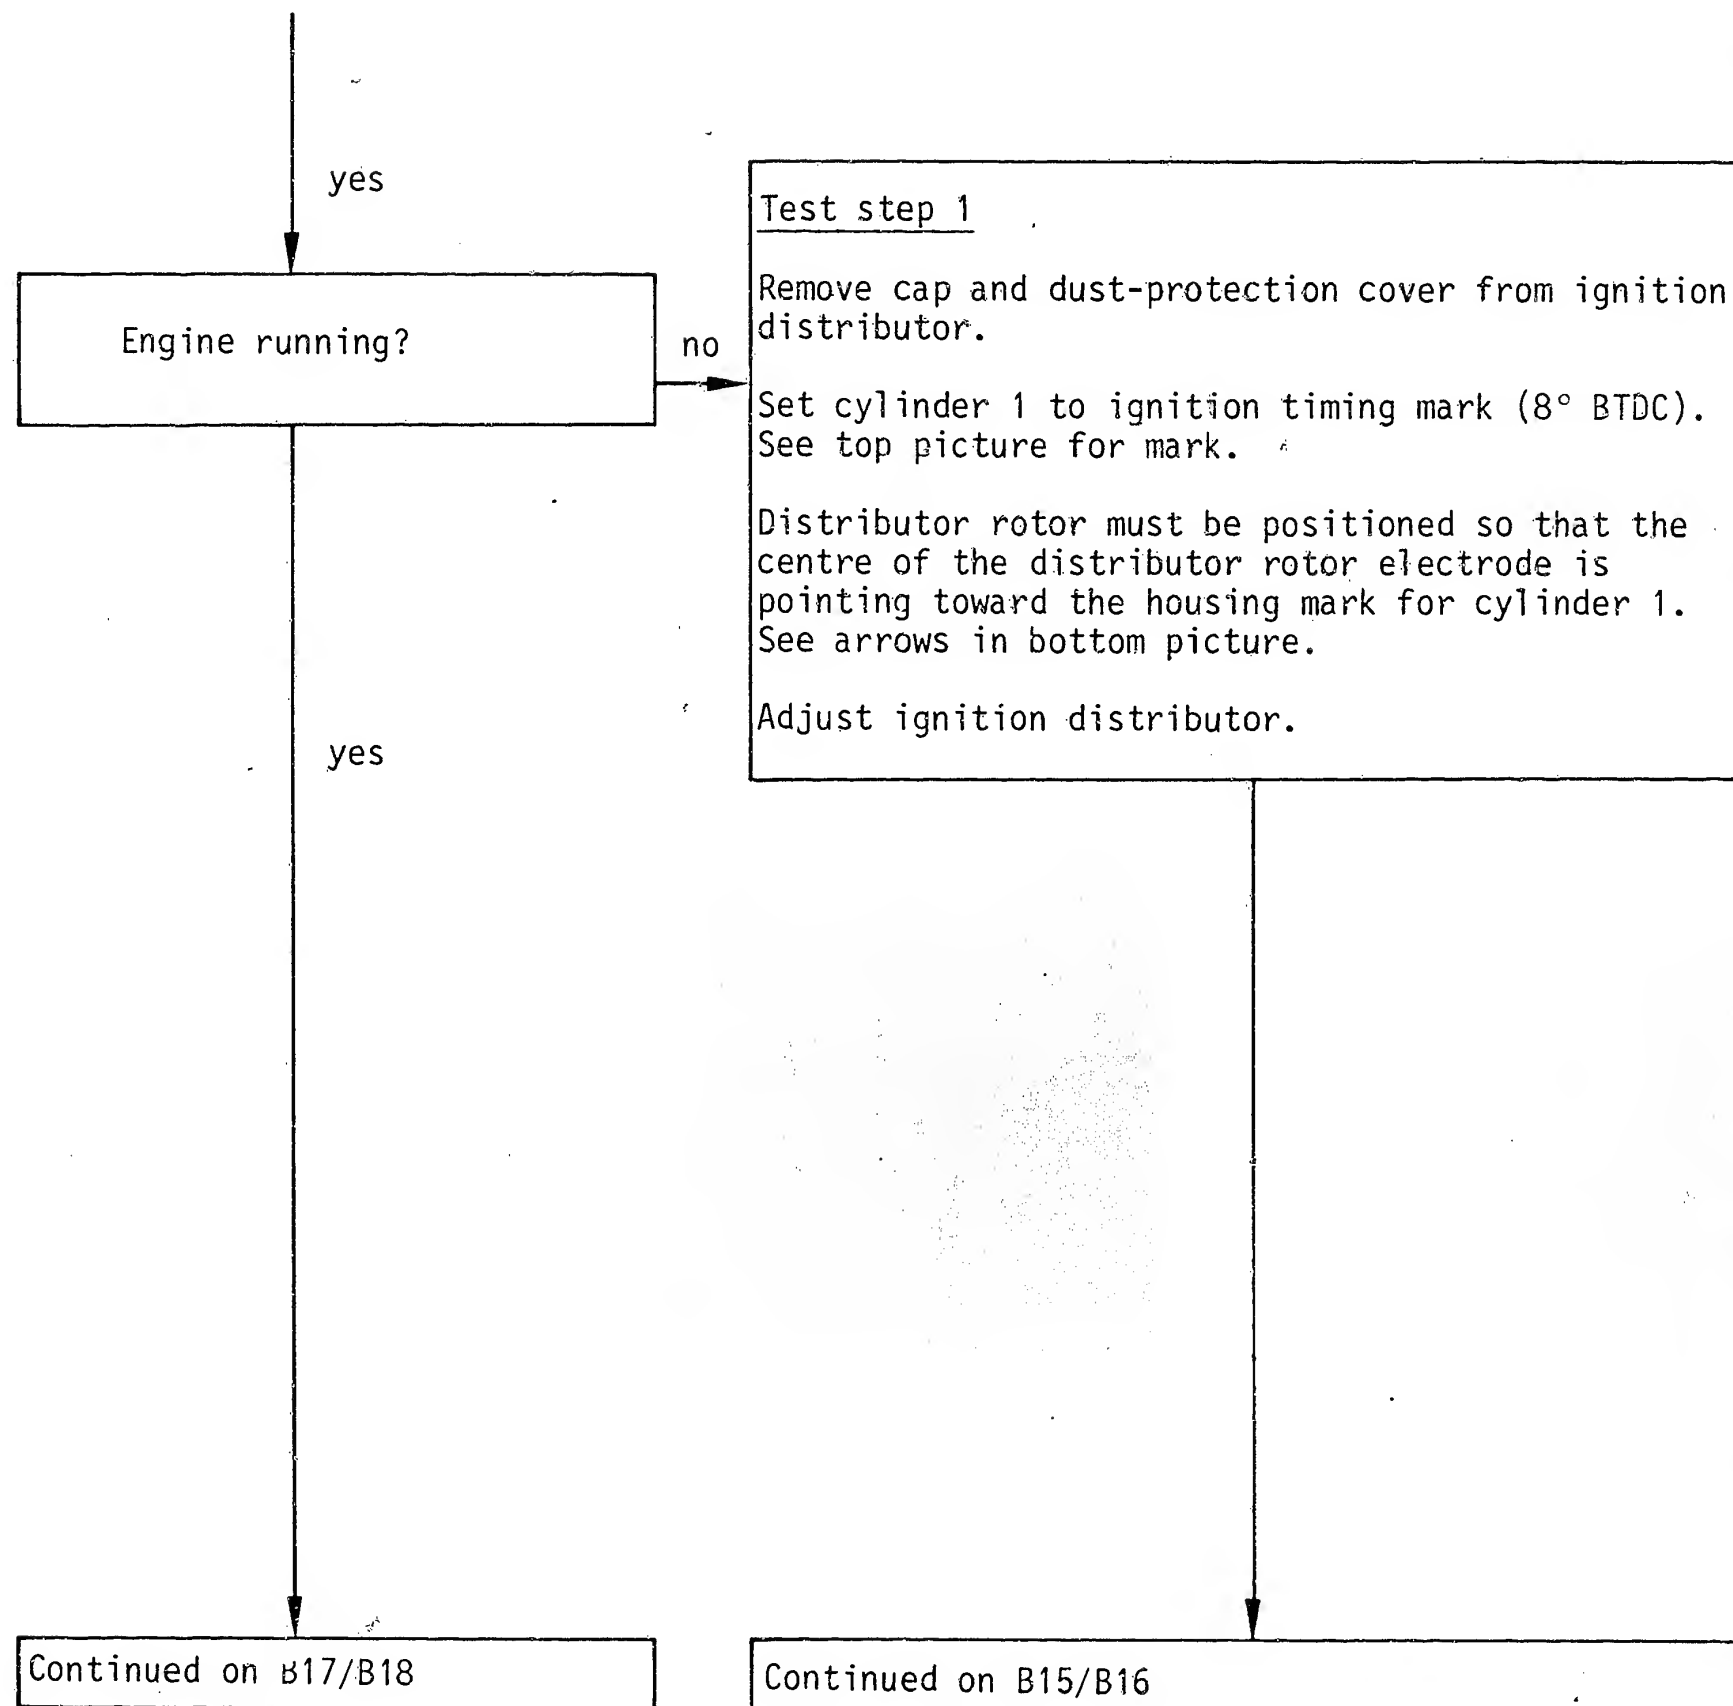 yes
Engine running?
no
Test step 1
Remove cap and dust-protection cover from ignition
distributor.
Set cylinder 1 to ignition timing mark (8° BTDC).
See top picture for mark.
Distributor rotor must be positioned so that the
centre of the distributor rotor electrode is
pointing toward the housing mark for cylinder 1.
See arrows in bottom picture.
Adjust ignition distributor.
yes
Continued on B17/B18
Continued on B15/B16